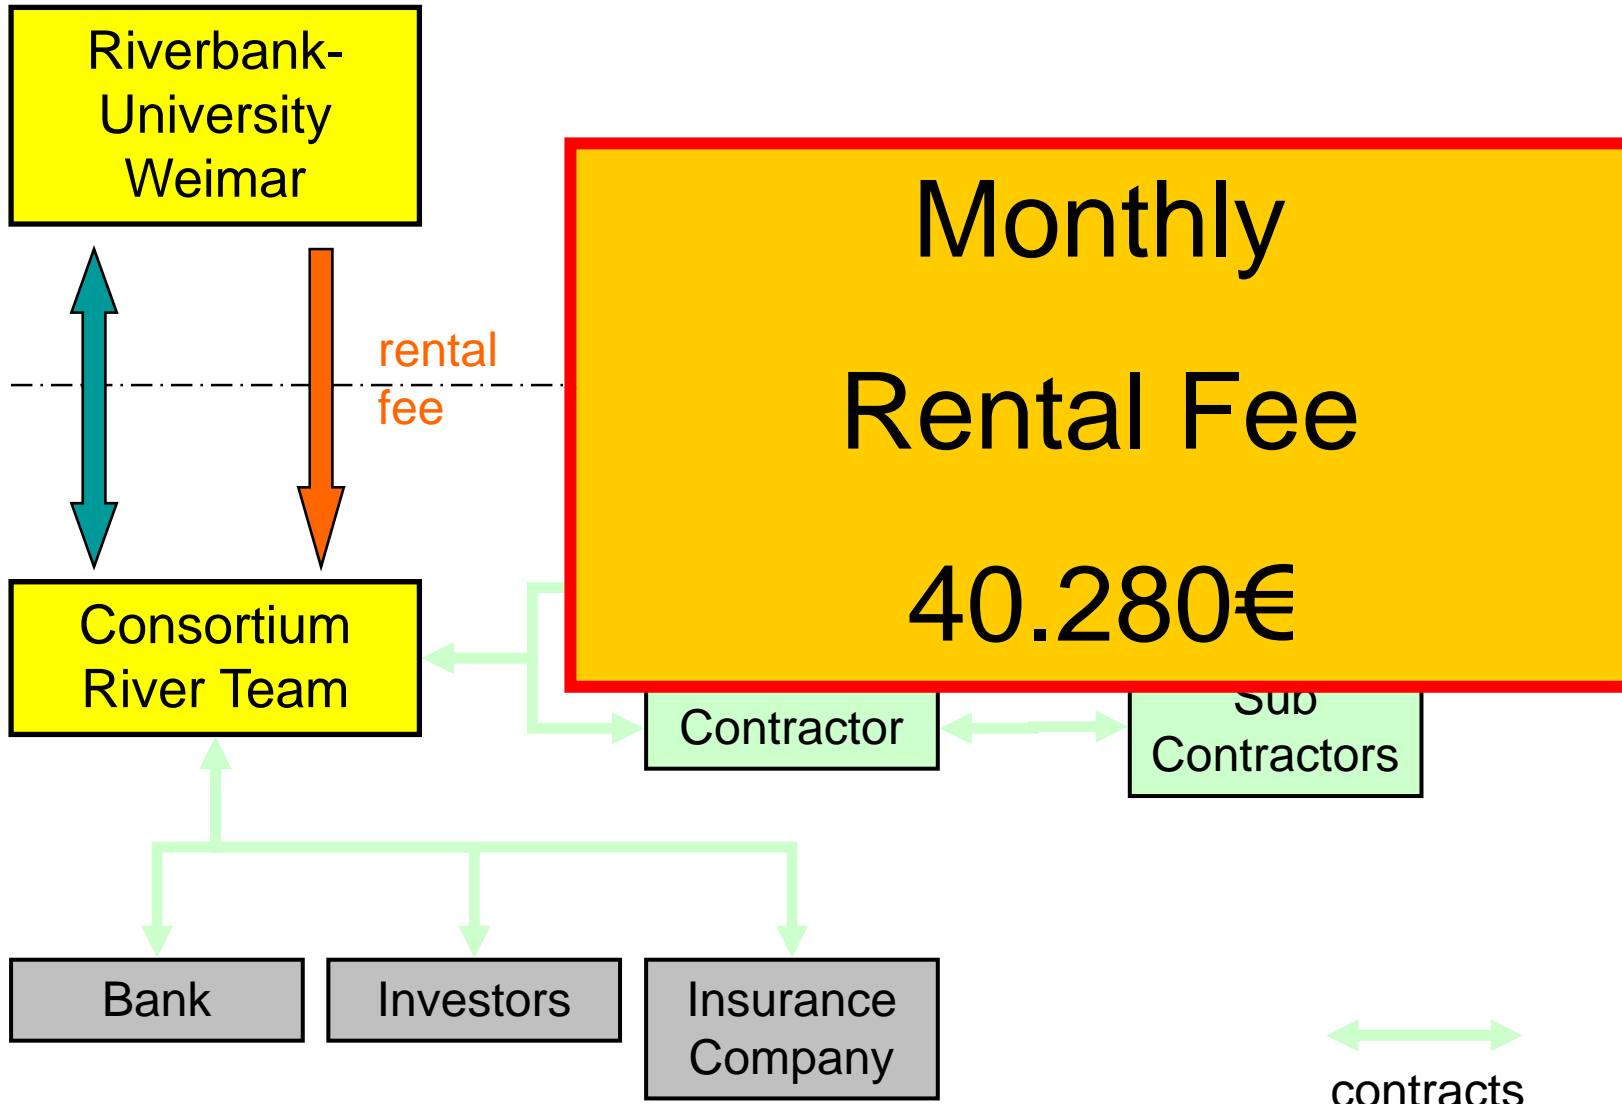 Riverbank-
University
Weimar
Monthly
Rental Fee
40.280€
rental
fee
Consortium
River Team
Contractor
Sub
Contractors
Bank
Investors
Insurance
Company
contracts